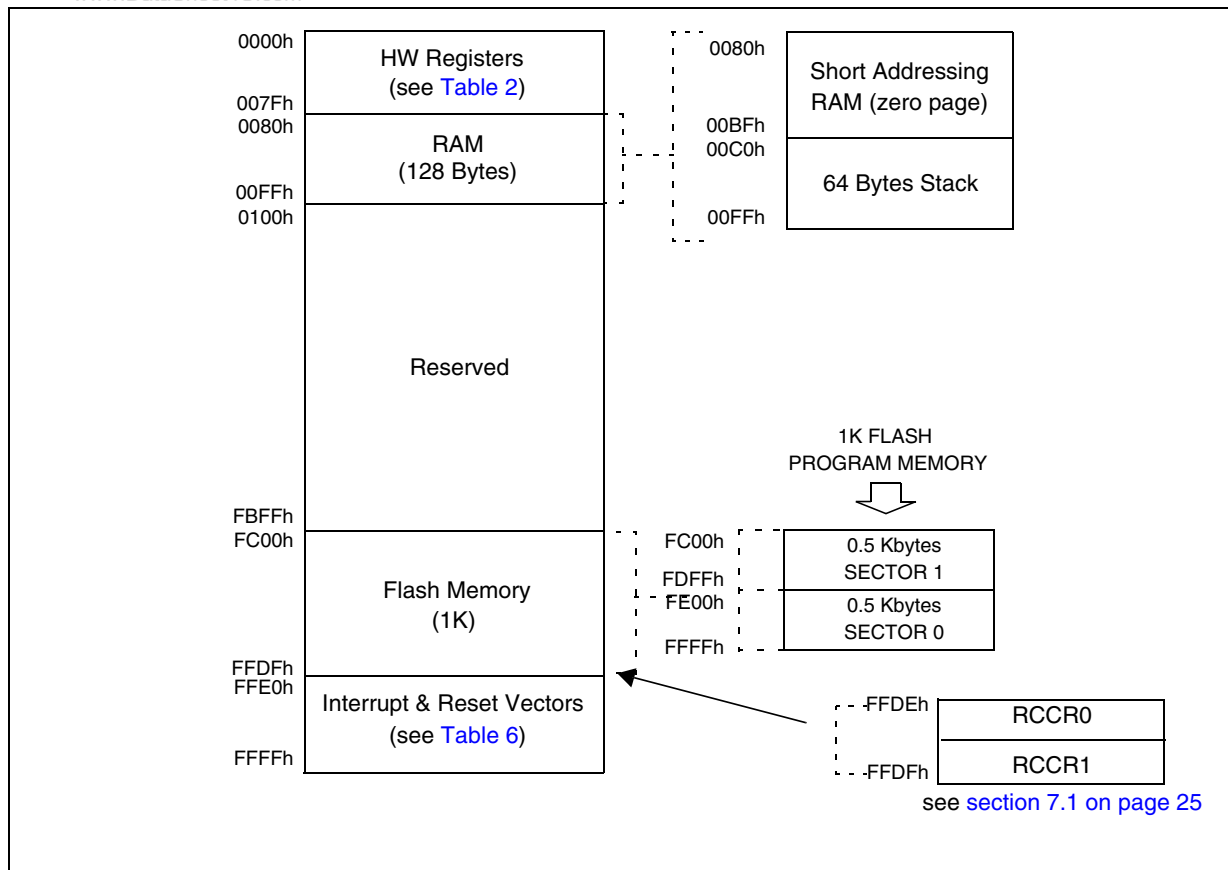 0000h
HW Registers
(see Table 2)
007Fh
0080h
RAM
(128 Bytes)
00FFh
0100h
Reserved
FBFFh
FC00h
Flash Memory
(1K)
FFDFh
FFE0h
Interrupt & Reset Vectors
(see Table 6)
FFFFh
0080h
Short Addressing
RAM (zero page)
00BFh
00C0h
64 Bytes Stack
00FFh
1K FLASH
PROGRAM MEMORY
FC00h
0.5 Kbytes
SECTOR 1
FDFFh
FE00h
0.5 Kbytes
SECTOR 0
FFFFh
FFDEh
RCCR0
RCCR1
FFDFh
see section 7.1 on page 25